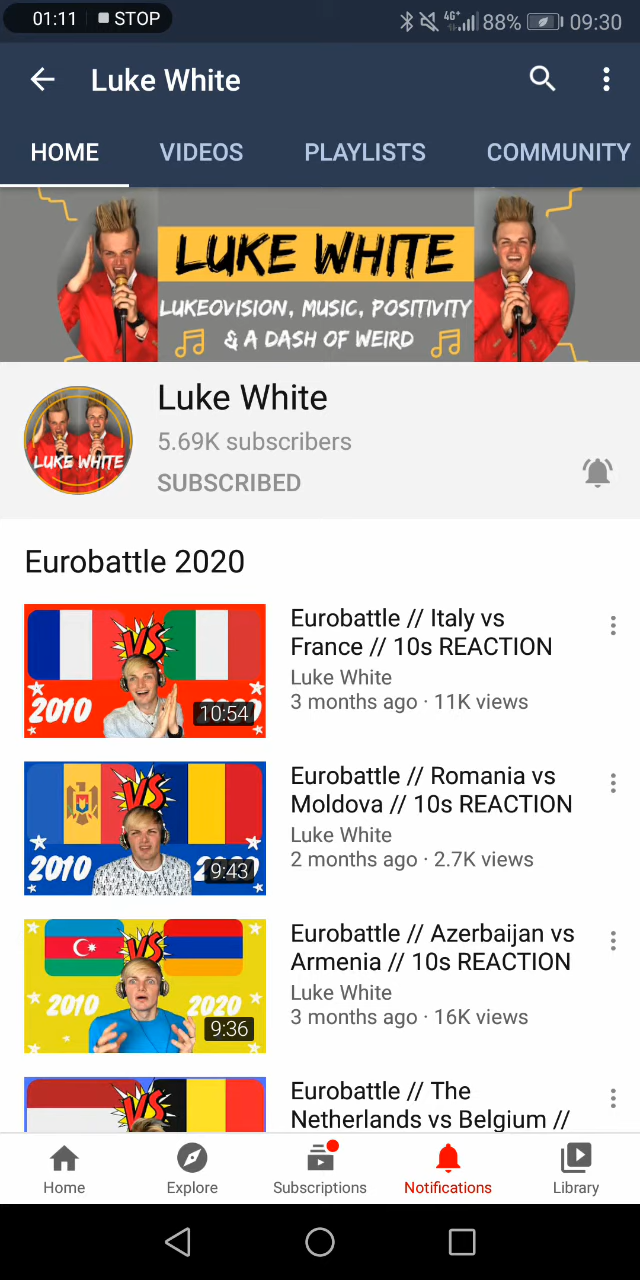 01:11 STOP 4G+ 88% 09:30
Luke White
HOME VIDEOS PLAYLISTS COMMUNITY
LUKE WHITE
LUKEOVISION, MUSIC, POSITIVITY
& A DASH OF WEIRD
LUKE WHITE
Luke White
5.69K subscribers
SUBSCRIBED
Eurobattle 2020
VS
2010
10:54
Eurobattle // Italy vs
France // 10s REACTION
Luke White
3 months ago · 11K views
VS
2010
9:43
Eurobattle // Romania vs
Moldova // 10s REACTION
Luke White
2 months ago · 2.7K views
VS
2010 2020
9:36
Eurobattle // Azerbaijan vs
Armenia // 10s REACTION
Luke White
3 months ago · 16K views
VS
Eurobattle // The
Netherlands vs Belgium //
Home Explore Subscriptions Notifications Library